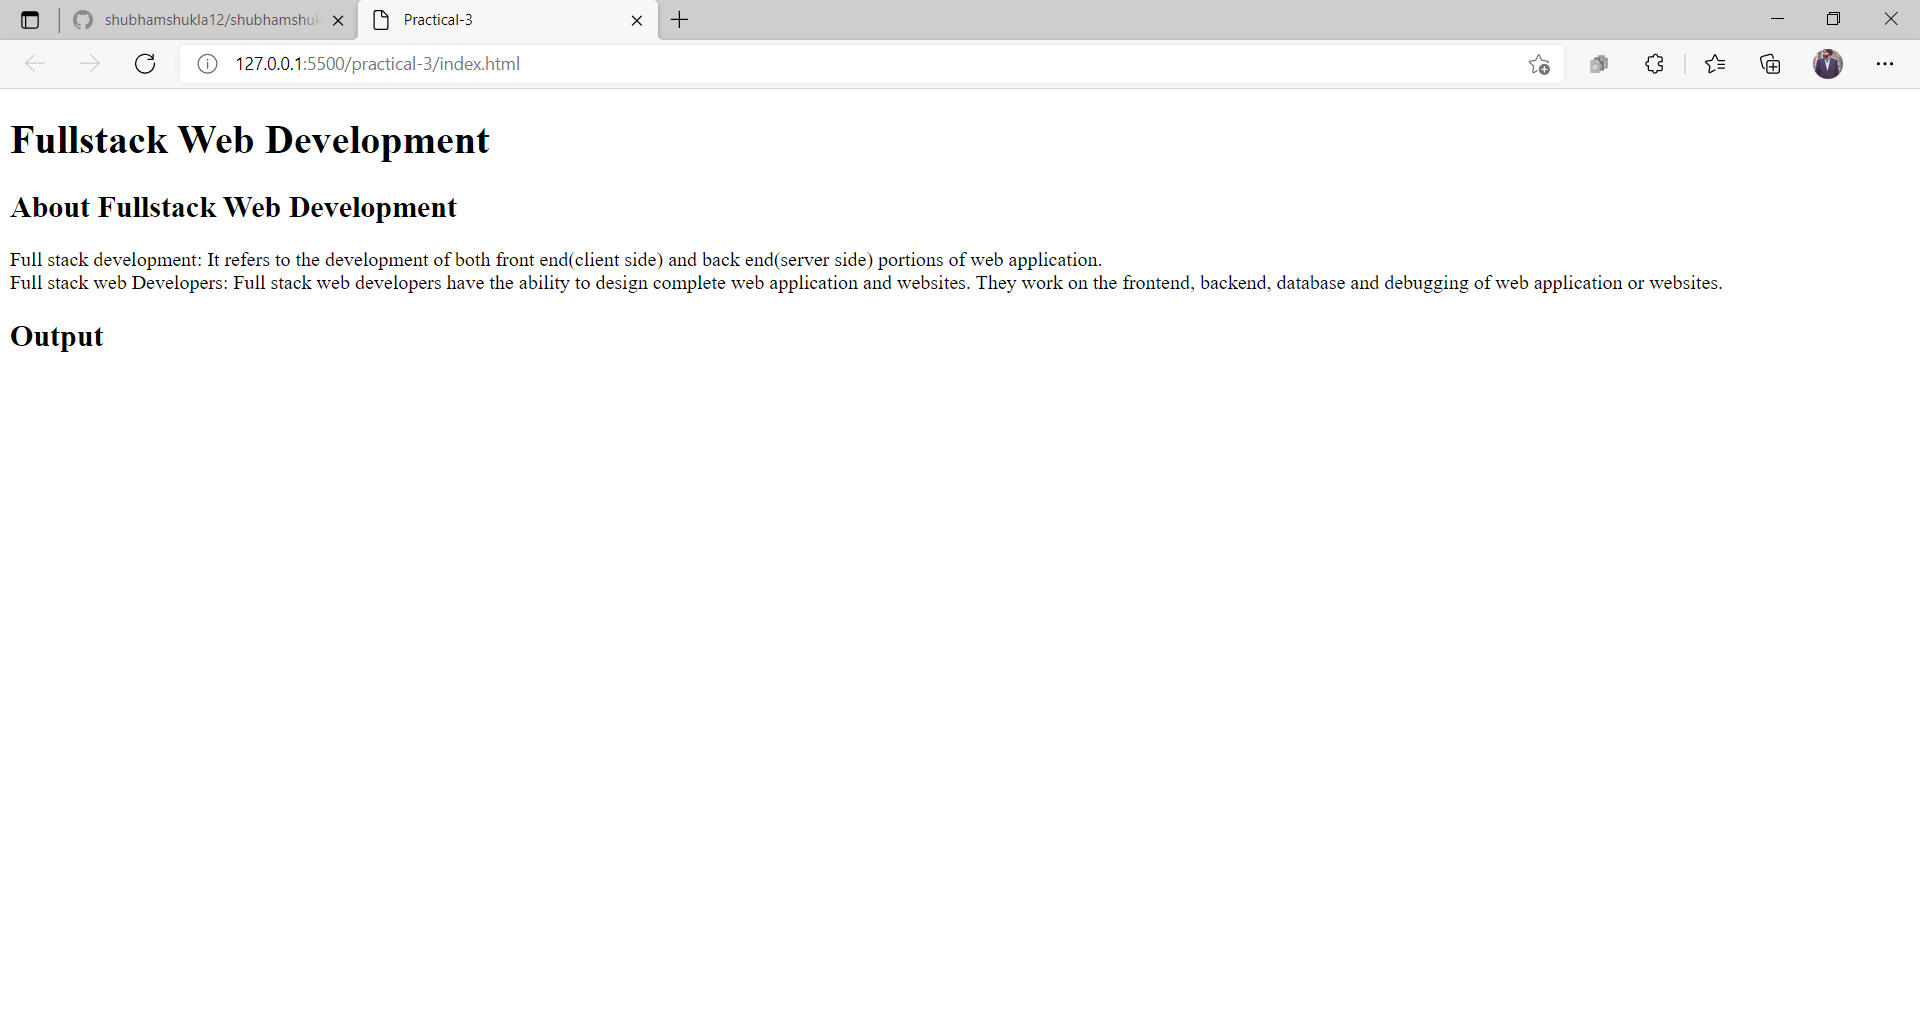 shubhamshukla12/shubhamshuk
Practical-3
127.0.0.1:5500/practical-3/index.html
Fullstack Web Development
About Fullstack Web Development
Full stack development: It refers to the development of both front end(client side) and back end(server side) portions of web application.
Full stack web Developers: Full stack web developers have the ability to design complete web application and websites. They work on the frontend, backend, database and debugging of web application or websites.
Output